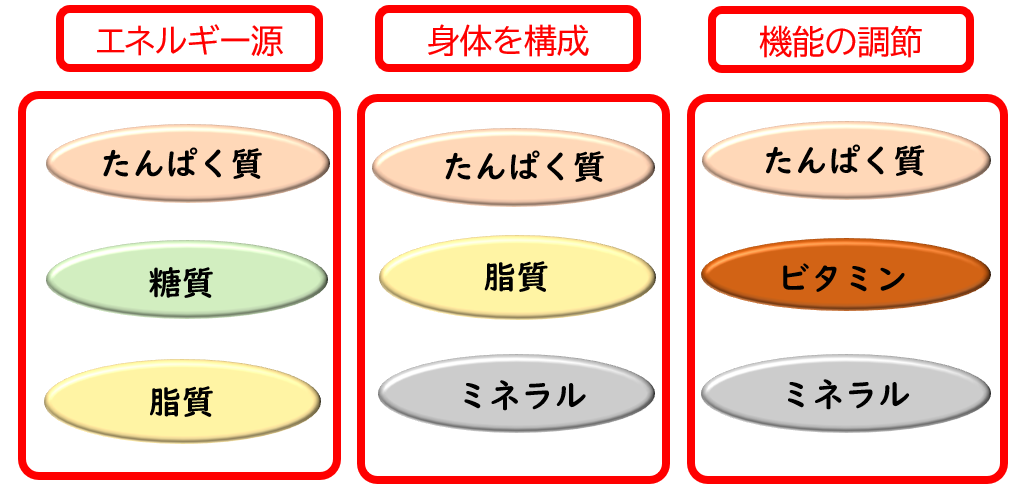 エネルギー源
たんぱく質
糖質
脂質
身体を構成
たんぱく質
脂質
ミネラル
機能の調節
たんぱく質
ビタミン
ミネラル